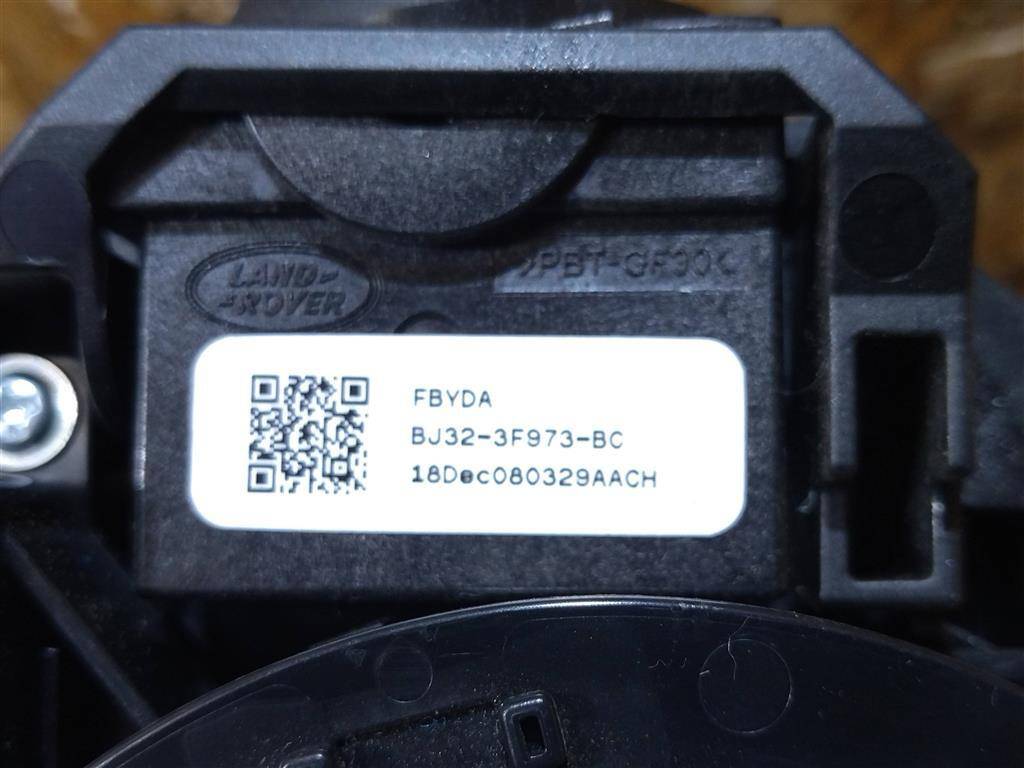 LAND-
-ROVER
>PBT-GF30<
FBYDA
BJ32-3F973-BC
18Dec080329AACH